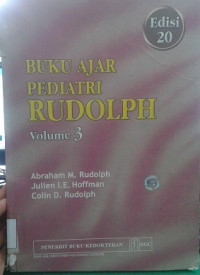 Edisi
20
BUKU AJAR
PEDIATRI
RUDOLPH
Volume 3
Abraham M. Rudolph
Julien I.E. Hoffman
Colin D. Rudolph
PENERBIT BUKU KEDOKTERAN
EGC